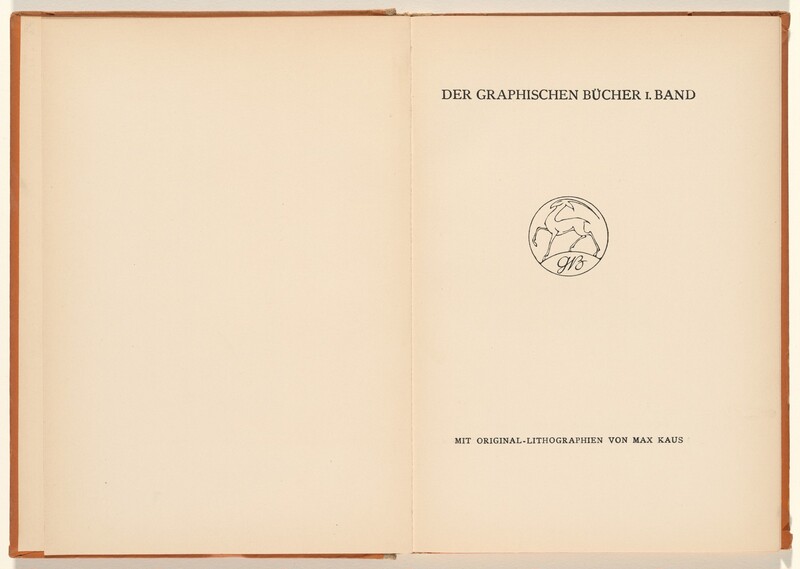 DER GRAPHISCHEN BÜCHER I. BAND
GB
MIT ORIGINAL-LITHOGRAPHIEN VON MAX KAUS